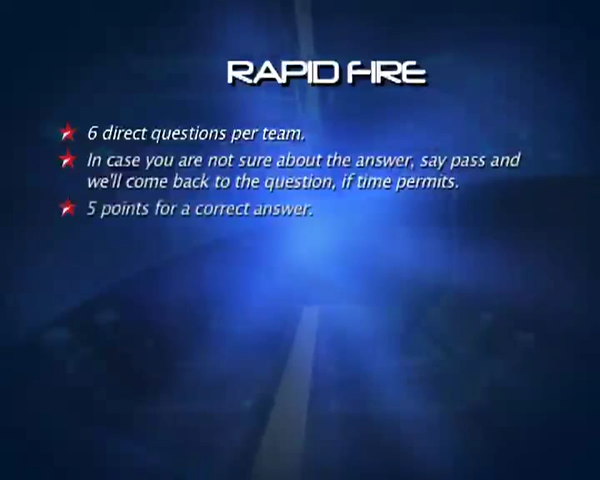 RAPID FIRE
6 direct questions per team.
In case you are not sure about the answer, say pass and
we'll come back to the question, if time permits.
5 points for a correct answer.